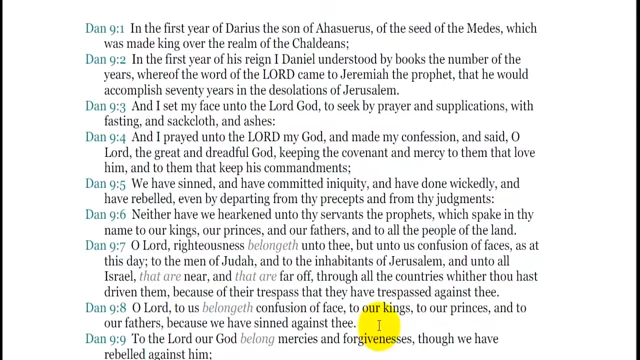 Dan 9:1 In the first year of Darius the son of Ahasuerus, of the seed of the Medes, which
was made king over the realm of the Chaldeans;
Dan 9:2 In the first year of his reign I Daniel understood by books the number of the
years, whereof the word of the LORD came to Jeremiah the prophet, that he would
accomplish seventy years in the desolations of Jerusalem.
Dan 9:3 And I set my face unto the Lord God, to seek by prayer and supplications, with
fasting, and sackcloth, and ashes:
Dan 9:4 And I prayed unto the LORD my God, and made my confession, and said, O
Lord, the great and dreadful God, keeping the covenant and mercy to them that love
him, and to them that keep his commandments;
Dan 9:5 We have sinned, and have committed iniquity, and have done wickedly, and
have rebelled, even by departing from thy precepts and from thy judgments:
Dan 9:6 Neither have we hearkened unto thy servants the prophets, which spake in thy
name to our kings, our princes, and our fathers, and to all the people of the land.
Dan 9:7 O Lord, righteousness belongeth unto thee, but unto us confusion of faces, as at
this day; to the men of Judah, and to the inhabitants of Jerusalem, and unto all
Israel, that are near, and that are far off, through all the countries whither thou hast
driven them, because of their trespass that they have trespassed against thee.
Dan 9:8 O Lord, to us belongeth confusion of face, to our kings, to our princes, and to
our fathers, because we have sinned against thee.
Dan 9:9 To the Lord our God belong mercies and forgivenesses, though we have
rebelled against him;